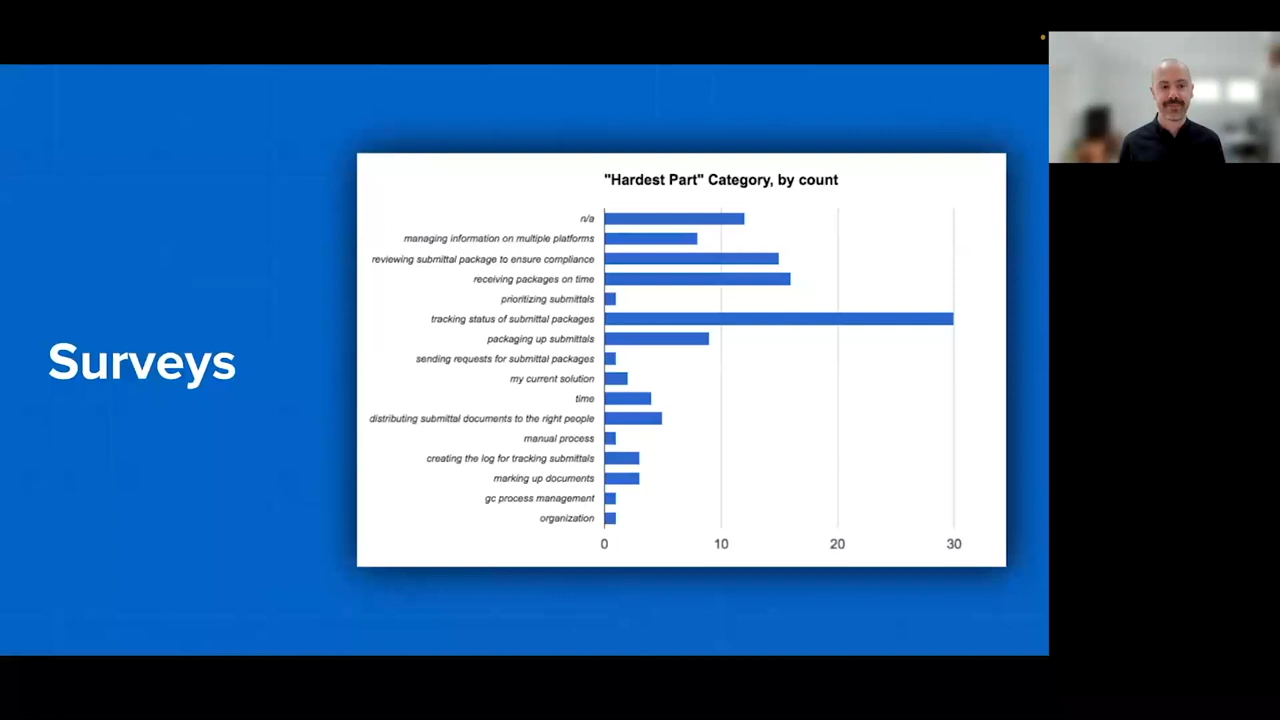 Surveys
"Hardest Part" Category, by count
n/a
managing information on multiple platforms
reviewing submittal package to ensure compliance
receiving packages on time
prioritizing submittals
tracking status of submittal packages
packaging up submittals
sending requests for submittal packages
my current solution
time
distributing submittal documents to the right people
manual process
creating the log for tracking submittals
marking up documents
gc process management
organization
0 10 20 30